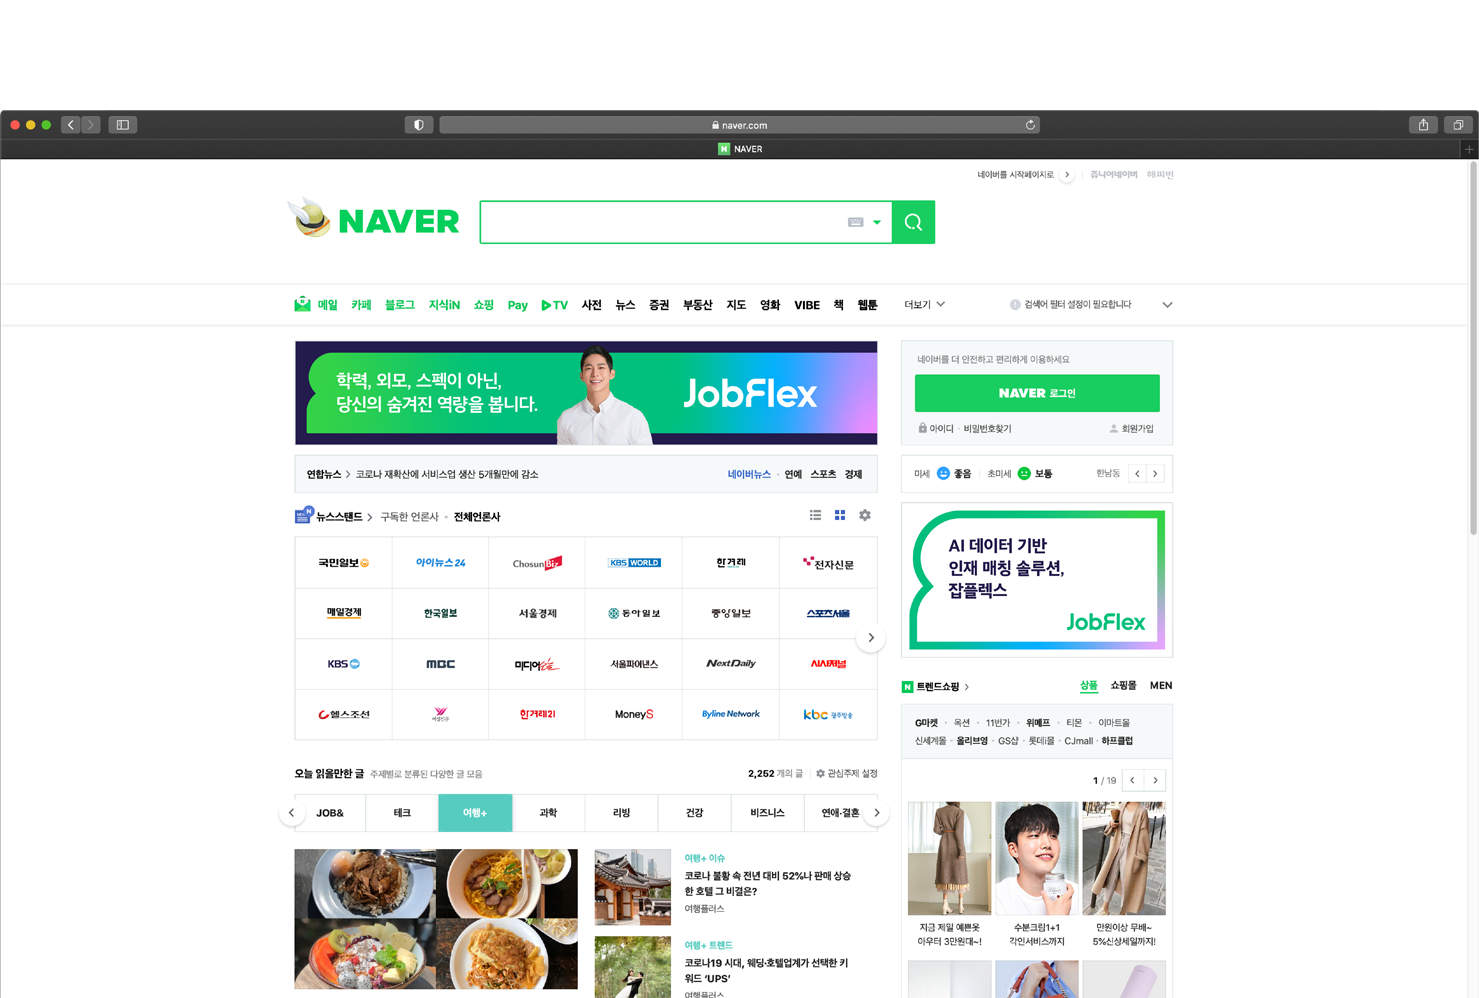 naver.com
N NAVER
네이버를 시작페이지로 쥬니어네이버 해피빈
NAVER
메일 카페 블로그 지식iN 쇼핑 Pay TV 사전 뉴스 증권 부동산 지도 영화 VIBE 책 웹툰 더보기 검색어 필터 설정이 필요합니다
학력, 외모, 스펙이 아닌,
당신의 숨겨진 역량을 봅니다.
JobFlex
네이버를 더 안전하고 편리하게 이용하세요
NAVER 로그인
아이디 · 비밀번호찾기 회원가입
연합뉴스 > 코로나 재확산에 서비스업 생산 5개월만에 감소 네이버뉴스 · 연예 스포츠 경제
미세 좋음 초미세 보통 한남동
뉴스스탠드 > 구독한 언론사 · 전체언론사
국민일보 아이뉴스24 ChosunBiz KBS WORLD 한겨레 전자신문
매일경제 한국일보 서울경제 동아일보 중앙일보 스포츠서울
KBS MBC 미디어오늘 서울파이낸스 NextDaily 시사저널
헬스조선 여성신문 한겨레21 MoneyS Byline Network kbc 광주방송
AI 데이터 기반
인재 매칭 솔루션,
잡플렉스
JobFlex
N 트렌드쇼핑 > 상품 쇼핑몰 MEN
G마켓 · 옥션 · 11번가 · 위메프 · 티몬 · 이마트몰
신세계몰 · 올리브영 · GS샵 · 롯데i몰 · CJmall · 하프클럽
1 / 19
지금 제일 예쁜옷
아우터 3만원대~!
수분크림1+1
각인서비스까지
만원이상 무배~
5%신상세일까지!
오늘 읽을만한 글 주제별로 분류된 다양한 글 모음 2,252 개의 글 관심주제 설정
JOB& 테크 여행+ 과학 리빙 건강 비즈니스 연애·결혼
여행+ 이슈
코로나 불황 속 전년 대비 52%나 판매 상승
한 호텔 그 비결은?
여행플러스
여행+ 트렌드
코로나19 시대, 웨딩·호텔업계가 선택한 키
워드 ‘UPS’
여행플러스